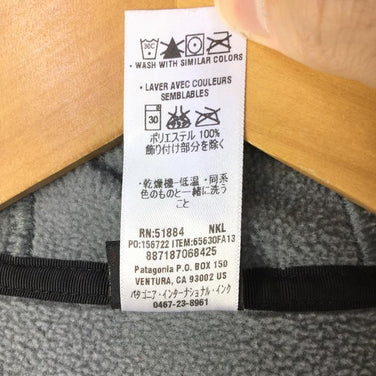 30C
• WASH WITH SIMILAR COLORS
• LAVER AVEC COULEURS
SEMBLABLES
30
ポリエステル 100%
飾り付け部分を除く
・乾燥機ー低温・同系
色のものと一緒に洗う
こと
RN:51884 NKL
PO:156722 ITEM:65630FA13
887187068425
Patagonia P.O. BOX 150
VENTURA, CA 93002 US
パタゴニア・インターナショナル・インク
0467-23-8961